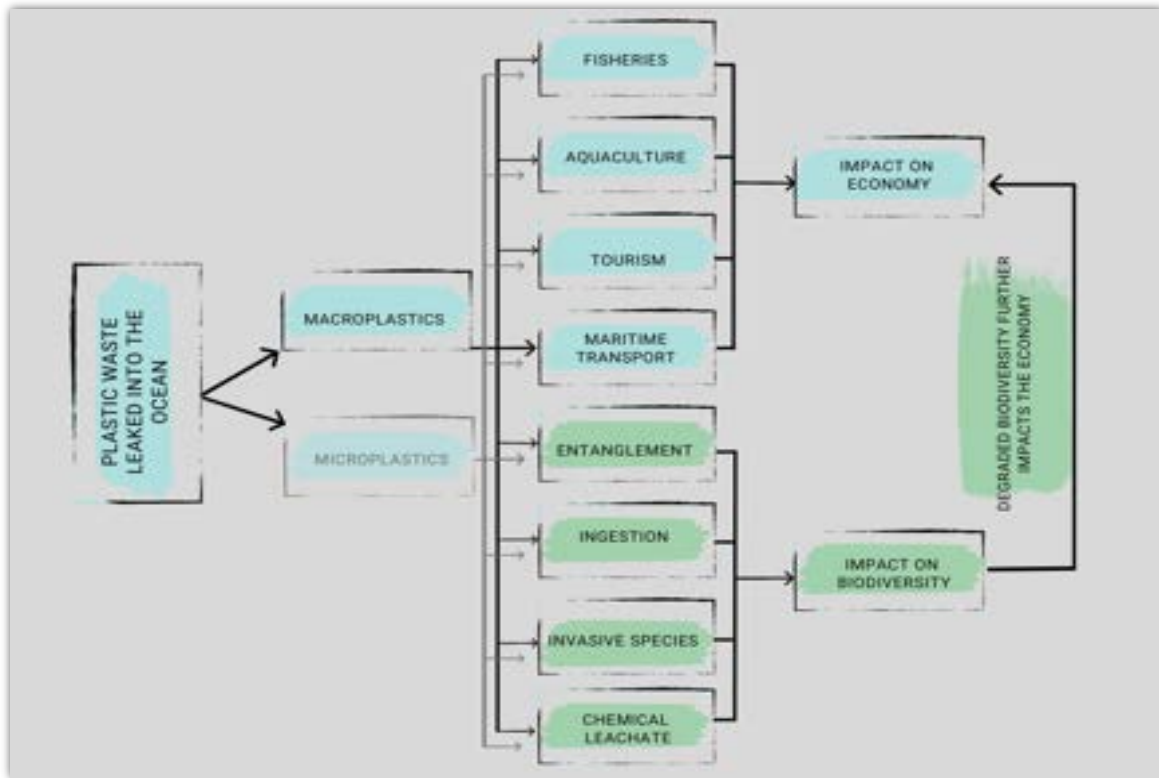 PLASTIC WASTE
LEAKED INTO THE
OCEAN
MACROPLASTICS
MICROPLASTICS
FISHERIES
AQUACULTURE
TOURISM
MARITIME
TRANSPORT
ENTANGLEMENT
INGESTION
INVASIVE SPECIES
CHEMICAL
LEACHATE
IMPACT ON
ECONOMY
IMPACT ON
BIODIVERSITY
DEGRADED BIODIVERSITY FURTHER
IMPACTS THE ECONOMY